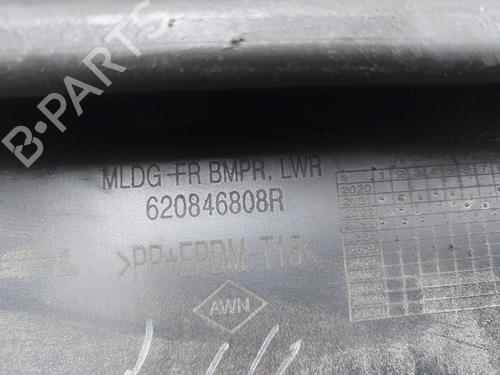 B-PARTS
MLDG-FR BMPR. LWR
620846808R
>PP+EPDM-T15<
AWN
2020